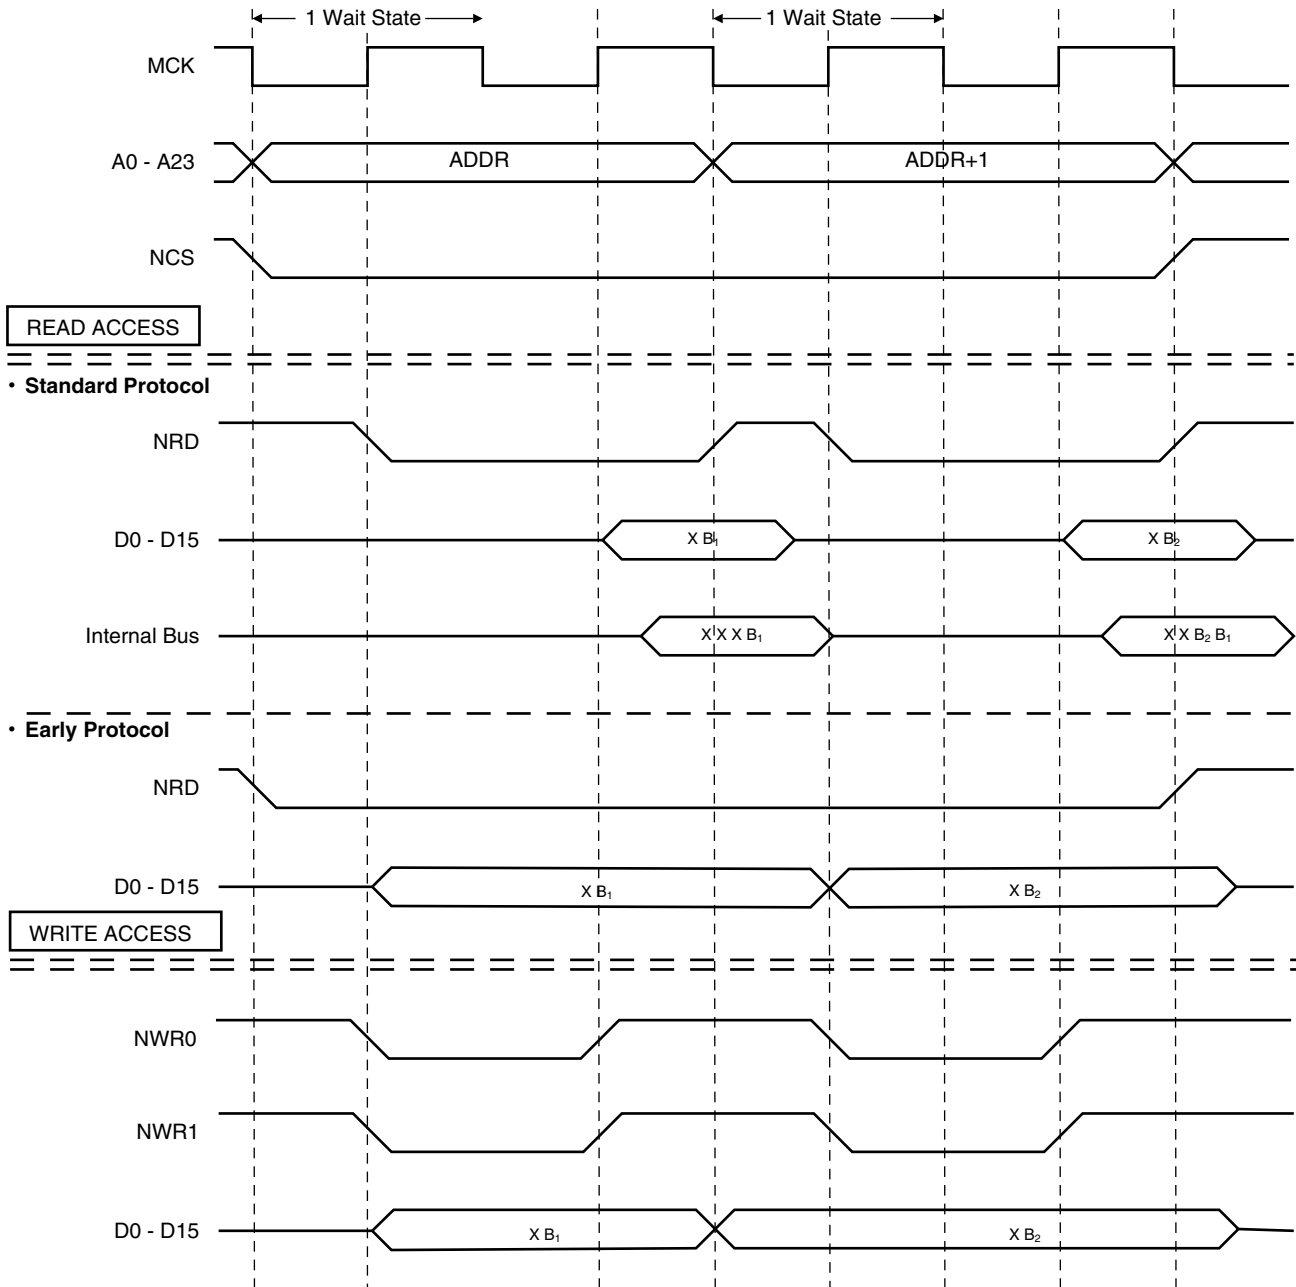 1 Wait State 1 Wait State
MCK
A0 - A23 ADDR ADDR+1
NCS
READ ACCESS
• Standard Protocol
NRD
D0 - D15 X B₁ X B₂
Internal Bus X X X B₁ X X B₂ B₁
• Early Protocol
NRD
D0 - D15 X B₁ X B₂
WRITE ACCESS
NWR0
NWR1
D0 - D15 X B₁ X B₂